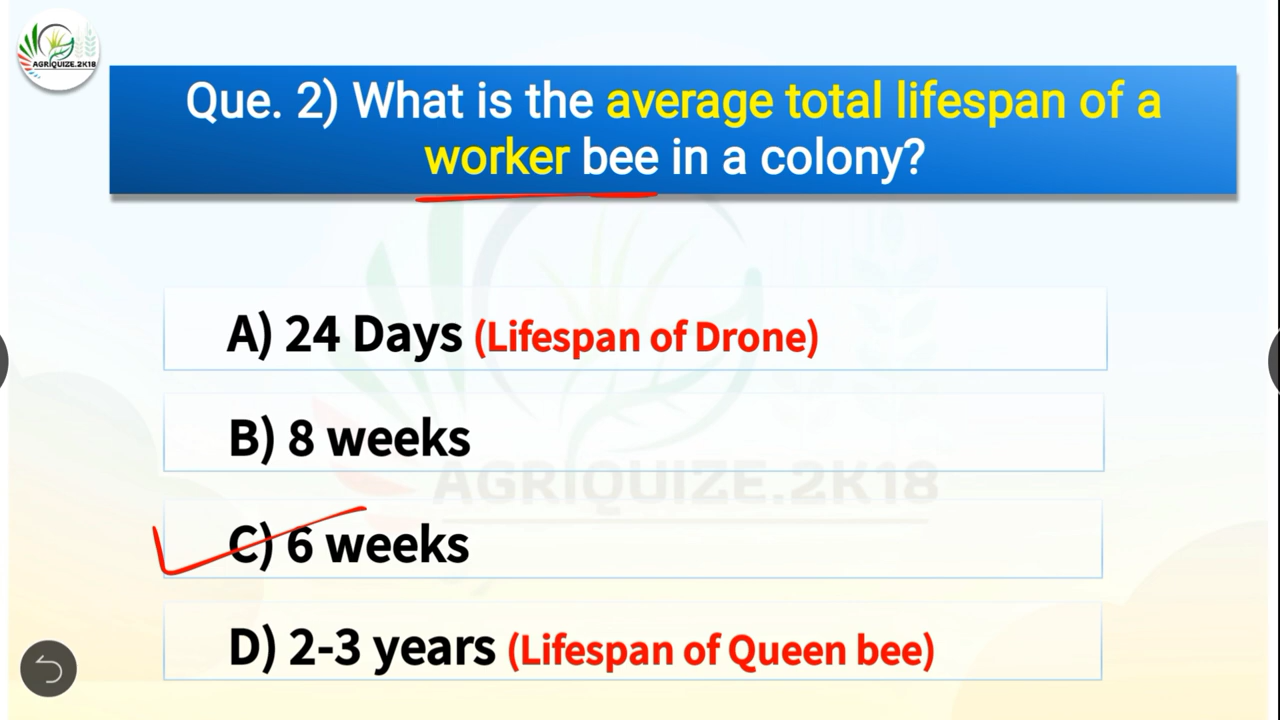 AGRIQUIZE.2K18
Que. 2) What is the average total lifespan of a
worker bee in a colony?
A) 24 Days (Lifespan of Drone)
B) 8 weeks
AGRIQUIZE.2K18
C) 6 weeks
D) 2-3 years (Lifespan of Queen bee)